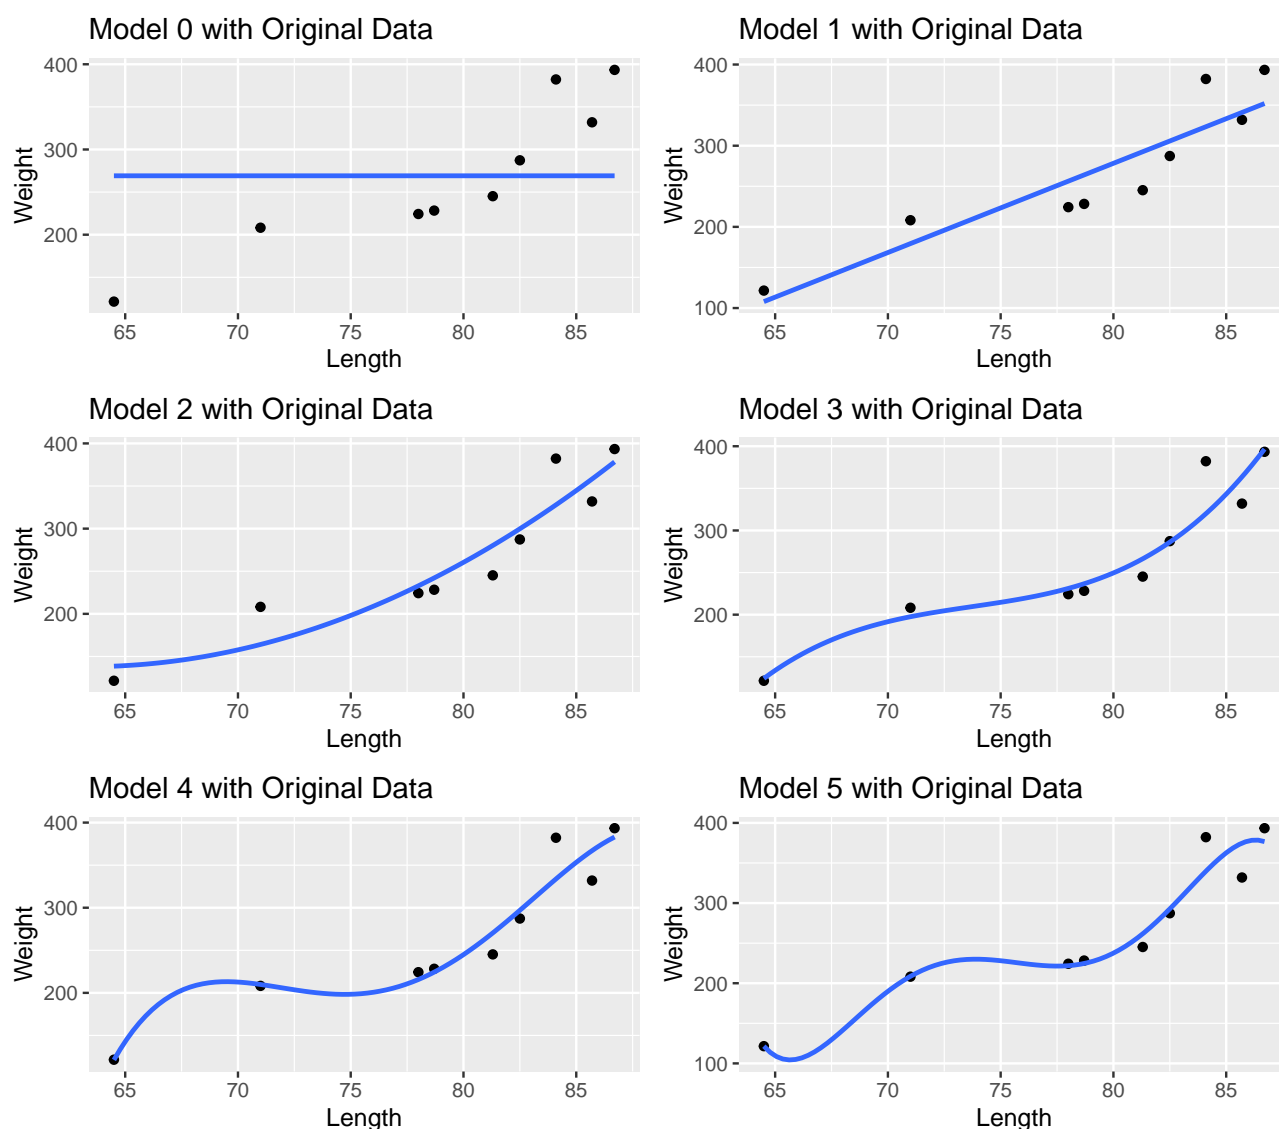 Model 0 with Original Data
400
300
200
Weight
65 70 75 80 85
Length
Model 1 with Original Data
400
300
200
100
Weight
65 70 75 80 85
Length
Model 2 with Original Data
400
300
200
Weight
65 70 75 80 85
Length
Model 3 with Original Data
400
300
200
Weight
65 70 75 80 85
Length
Model 4 with Original Data
400
300
200
Weight
65 70 75 80 85
Length
Model 5 with Original Data
400
300
200
100
Weight
65 70 75 80 85
Length